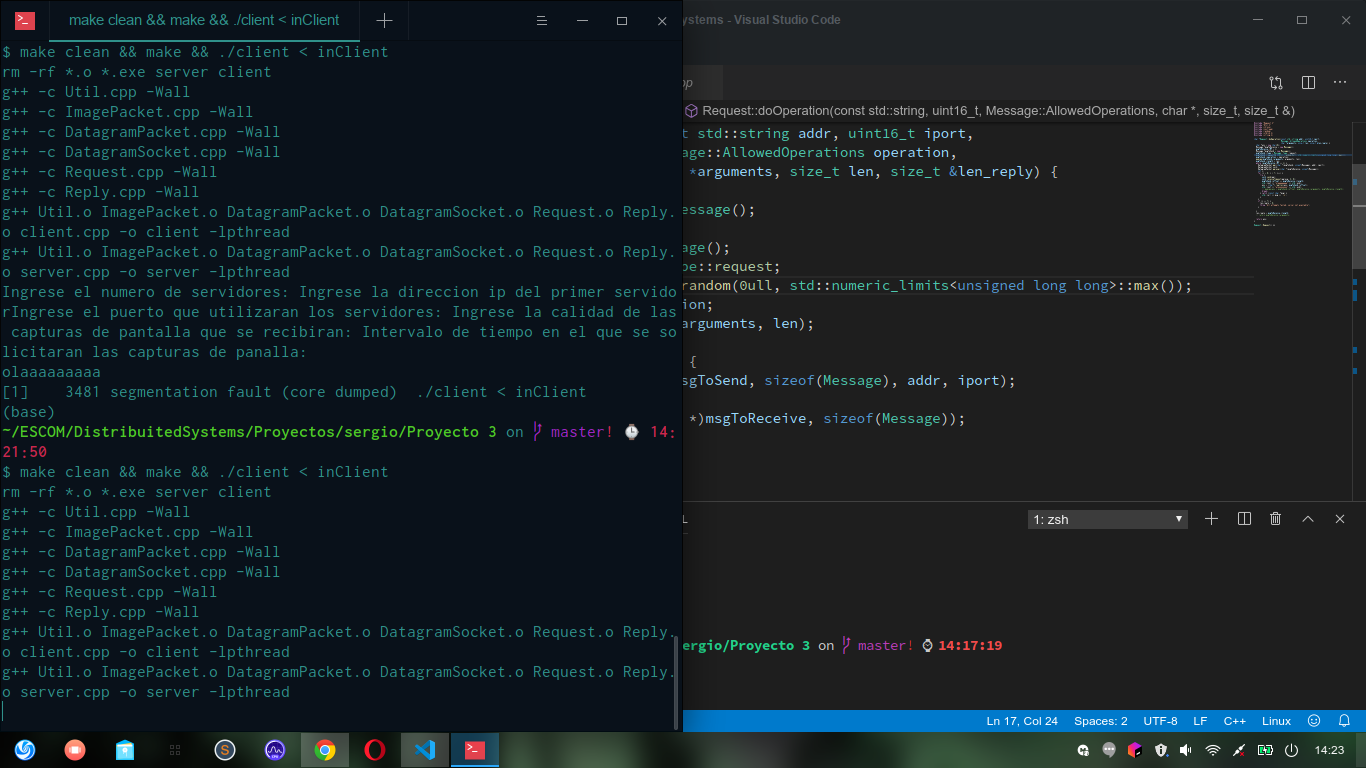 make clean && make && ./client < inClient
$ make clean && make && ./client < inClient
rm -rf *.o *.exe server client
g++ -c Util.cpp -Wall
g++ -c ImagePacket.cpp -Wall
g++ -c DatagramPacket.cpp -Wall
g++ -c DatagramSocket.cpp -Wall
g++ -c Request.cpp -Wall
g++ -c Reply.cpp -Wall
g++ Util.o ImagePacket.o DatagramPacket.o DatagramSocket.o Request.o Reply.
o client.cpp -o client -lpthread
g++ Util.o ImagePacket.o DatagramPacket.o DatagramSocket.o Request.o Reply.
o server.cpp -o server -lpthread
Ingrese el numero de servidores: Ingrese la direccion ip del primer servido
rIngrese el puerto que utilizaran los servidores: Ingrese la calidad de las
 capturas de pantalla que se recibiran: Intervalo de tiempo en el que se so
licitaran las capturas de panalla:
olaaaaaaaaa
[1]    3481 segmentation fault (core dumped)  ./client < inClient
(base)
~/ESCOM/DistribuitedSystems/Proyectos/sergio/Proyecto 3 on master! ⌚ 14:
21:50
$ make clean && make && ./client < inClient
rm -rf *.o *.exe server client
g++ -c Util.cpp -Wall
g++ -c ImagePacket.cpp -Wall
g++ -c DatagramPacket.cpp -Wall
g++ -c DatagramSocket.cpp -Wall
g++ -c Request.cpp -Wall
g++ -c Reply.cpp -Wall
g++ Util.o ImagePacket.o DatagramPacket.o DatagramSocket.o Request.o Reply.
o client.cpp -o client -lpthread
g++ Util.o ImagePacket.o DatagramPacket.o DatagramSocket.o Request.o Reply.
o server.cpp -o server -lpthread
ystems - Visual Studio Code
pp
Request::doOperation(const std::string, uint16_t, Message::AllowedOperations, char *, size_t, size_t &)
t std::string addr, uint16_t iport,
age::AllowedOperations operation,
*arguments, size_t len, size_t &len_reply) {
essage();
age();
pe::request;
random(0ull, std::numeric_limits<unsigned long long>::max());
ion;
arguments, len);
{
sgToSend, sizeof(Message), addr, iport);
*)msgToReceive, sizeof(Message));
1: zsh
ergio/Proyecto 3 on master! ⌚ 14:17:19
Ln 17, Col 24 Spaces: 2 UTF-8 LF C++ Linux
14:23